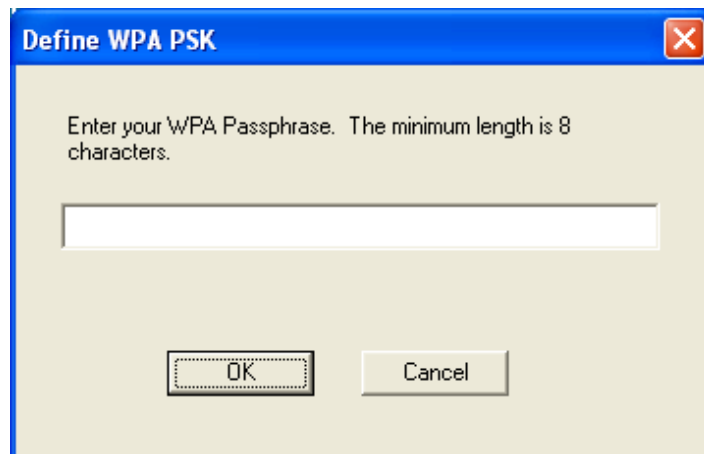 Define WPA PSK
Enter your WPA Passphrase.  The minimum length is 8
characters.
OK
Cancel